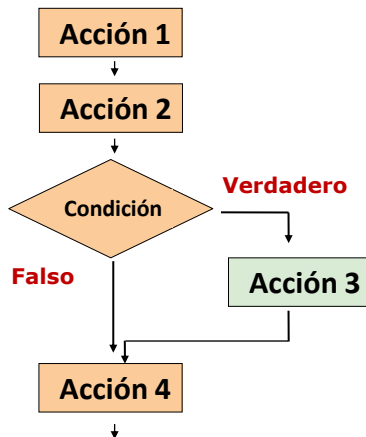 Acción 1
Acción 2
Verdadero
Condición
Falso
Acción 3
Acción 4